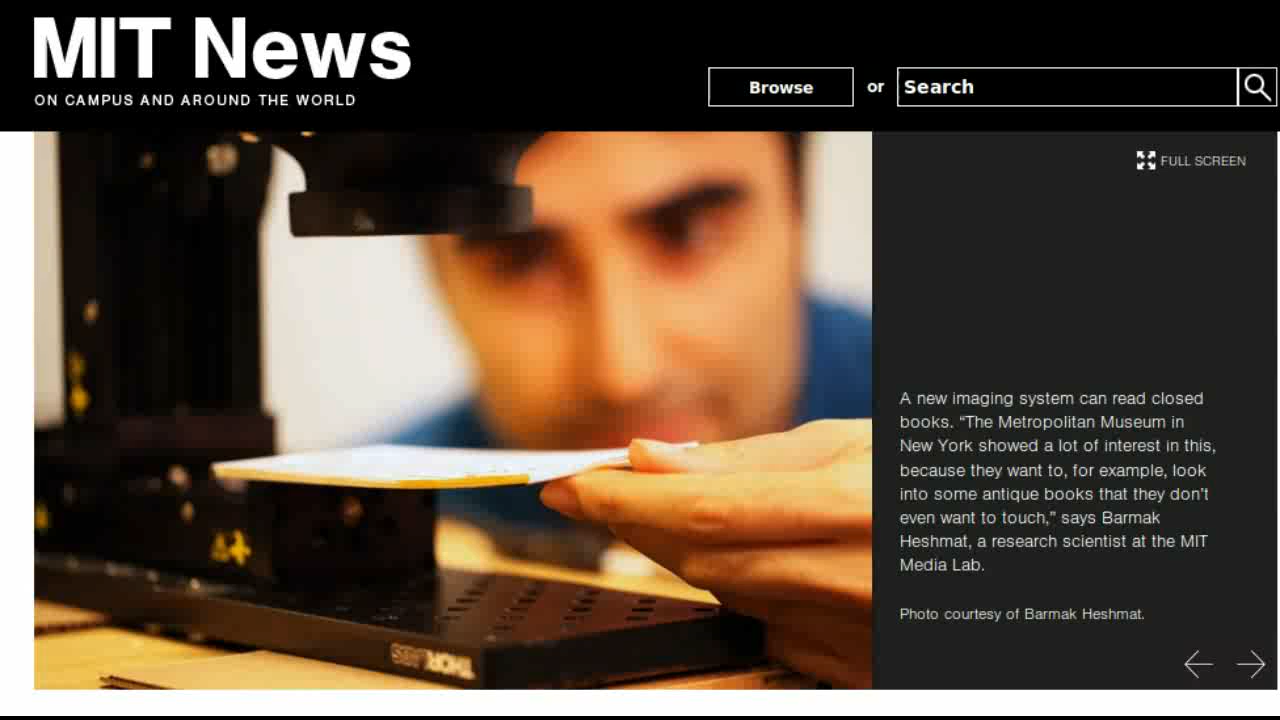 MIT News
ON CAMPUS AND AROUND THE WORLD
Browse or Search
FULL SCREEN
A new imaging system can read closed
books. “The Metropolitan Museum in
New York showed a lot of interest in this,
because they want to, for example, look
into some antique books that they don’t
even want to touch,” says Barmak
Heshmat, a research scientist at the MIT
Media Lab.
Photo courtesy of Barmak Heshmat.
THORLABS